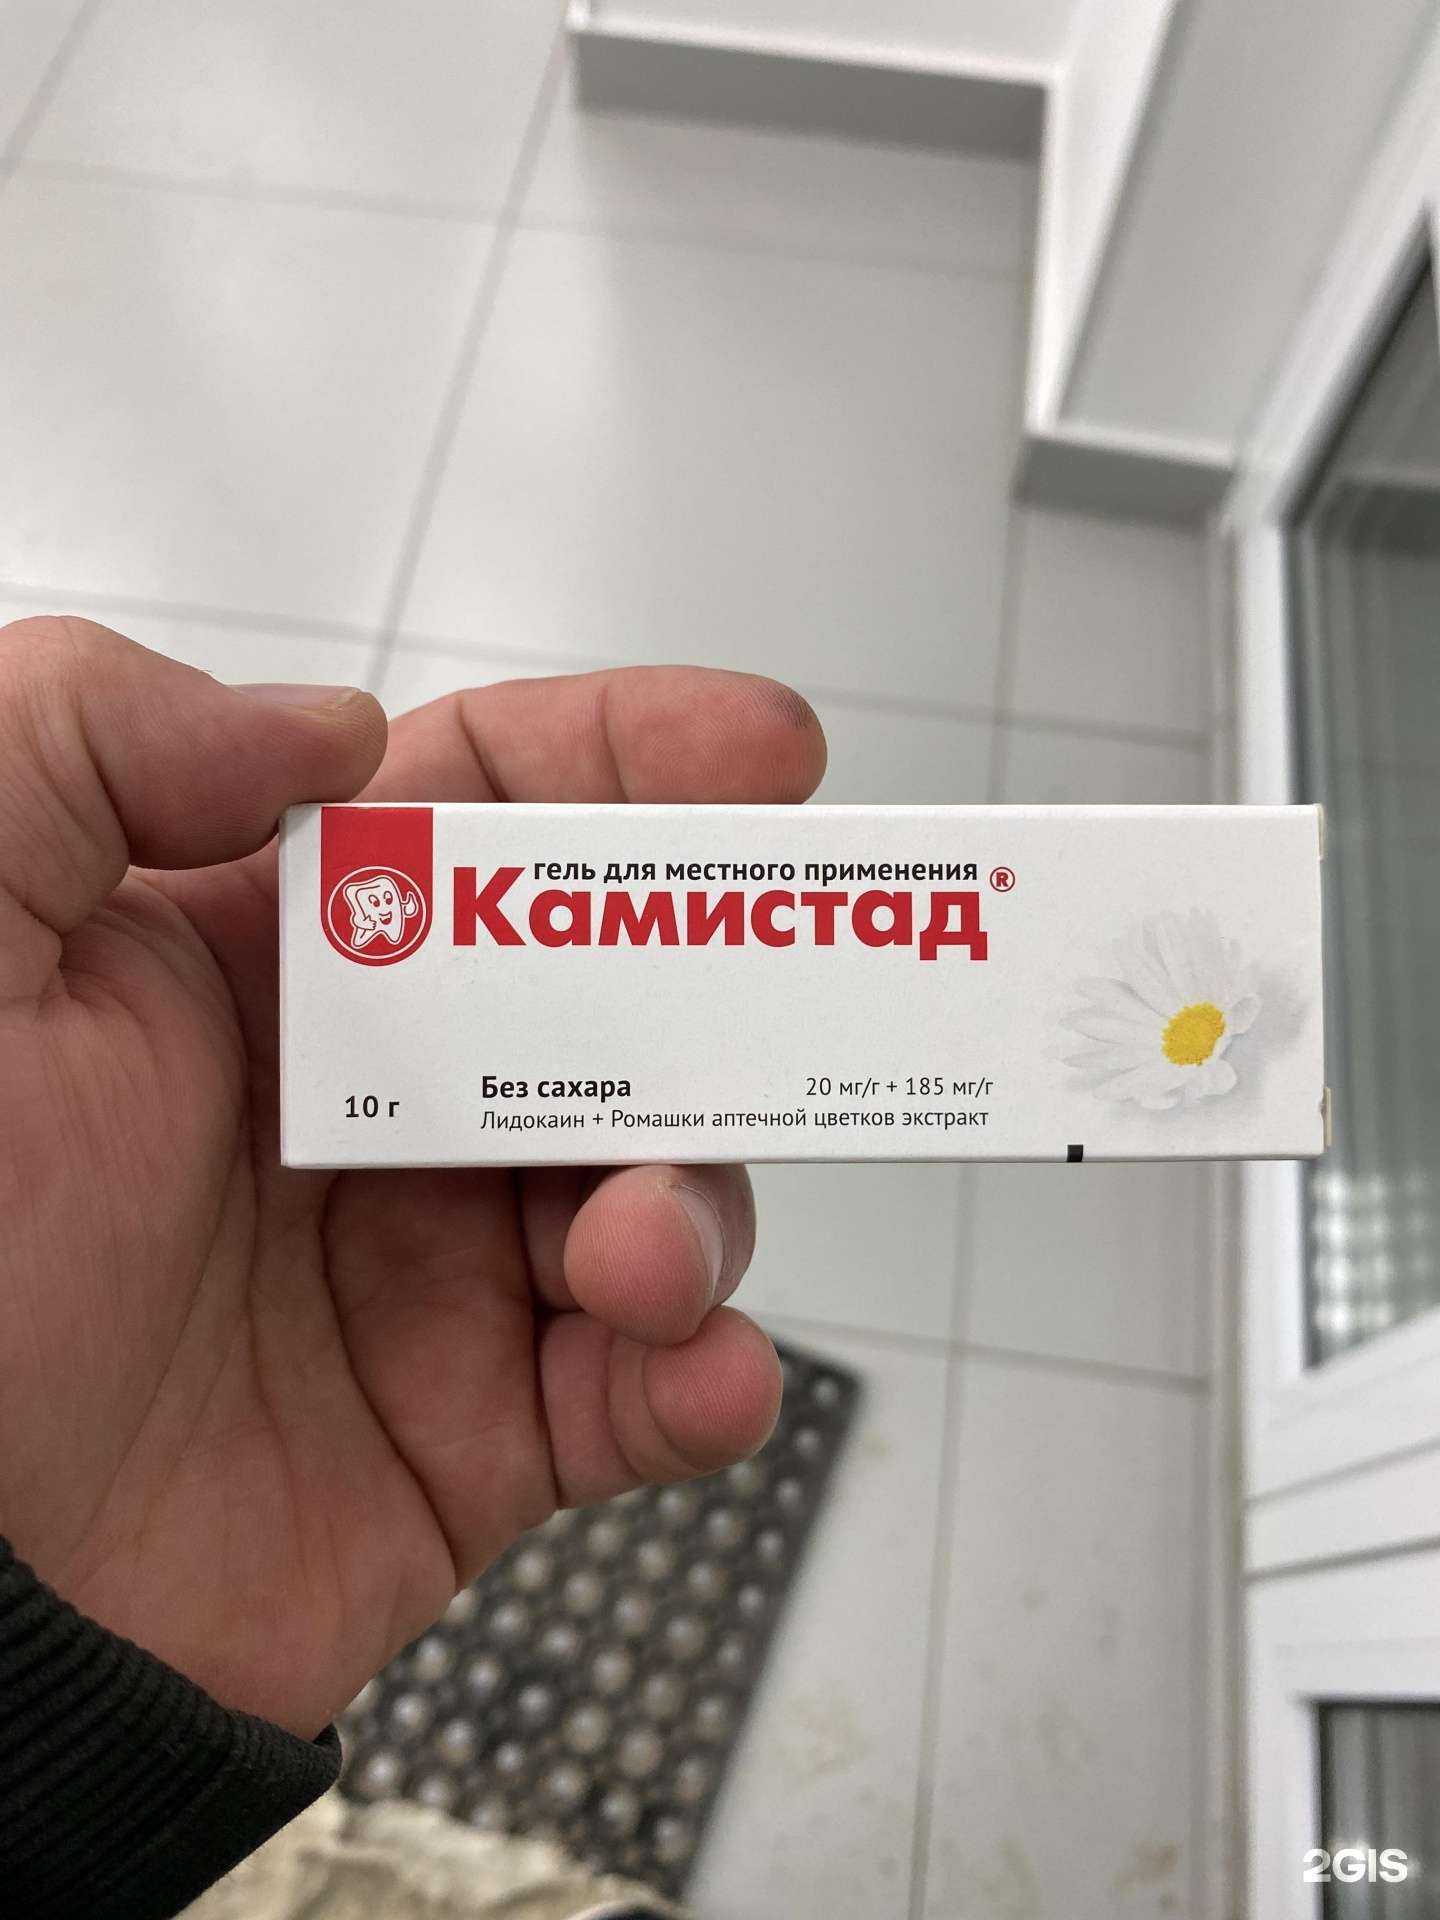 гель для местного применения
Камистад®
10 г
Без сахара
20 мг/г + 185 мг/г
Лидокаин + Ромашки аптечной цветков экстракт
2GIS